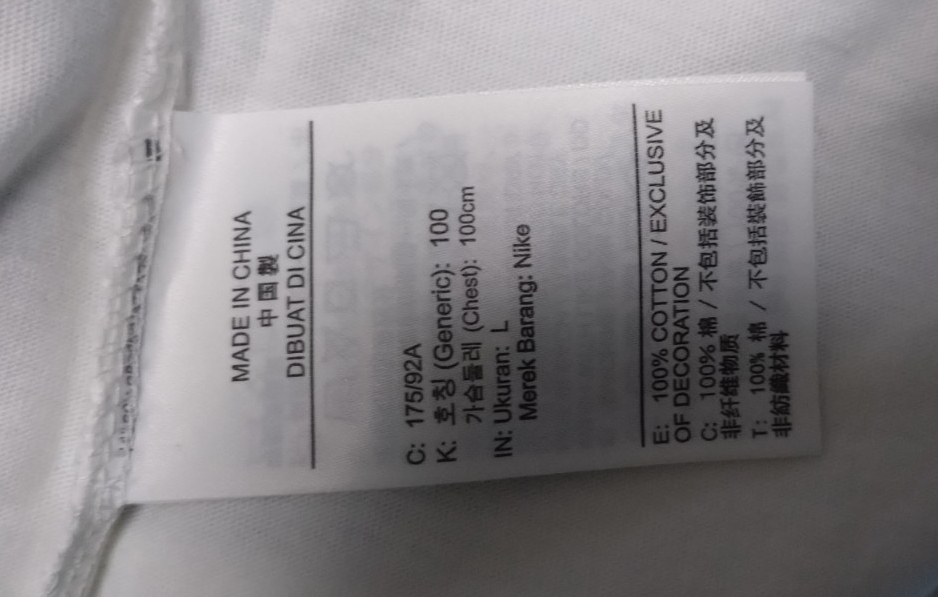 MADE IN CHINA
中国製
DIBUAT DI CINA
C: 175/92A
K: 호칭 (Generic): 100
가슴둘레 (Chest): 100cm
IN: Ukuran: L
Merek Barang: Nike
E: 100% COTTON / EXCLUSIVE
OF DECORATION
C: 100% 棉 / 不包括装饰部分及
非纤维物质
T: 100% 棉 / 不包括裝飾部分及
非紡織材料